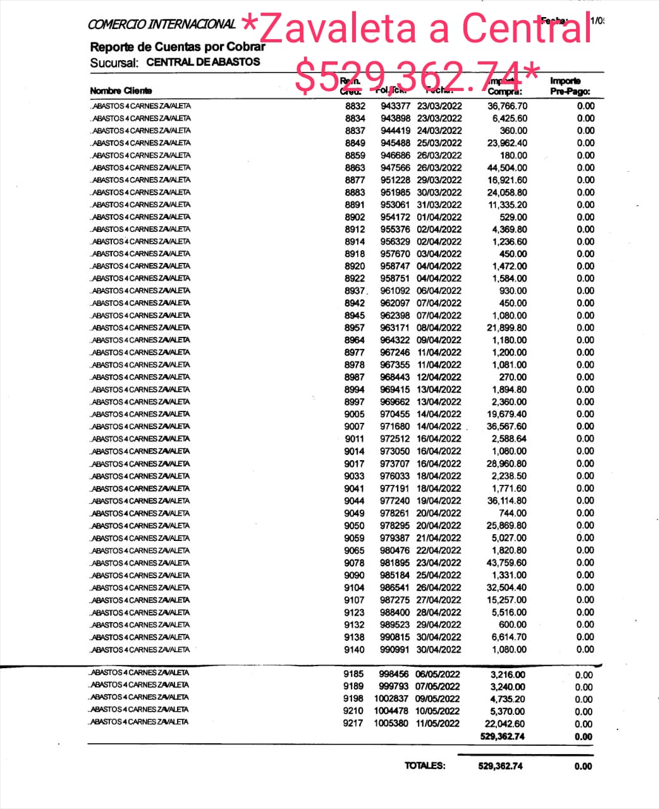 COMERCIO INTERNACIONAL *Zavaleta a Central 1/0
Reporte de Cuentas por Cobrar
Sucursal: CENTRAL DE ABASTOS $529,362.74*
Nombre Cliente Compra: Importe Pre-Pago:
..ABASTOS 4 CARNES ZAVALETA 8832 943377 23/03/2022 36,766.70 0.00
..ABASTOS 4 CARNES ZAVALETA 8834 943898 23/03/2022 6,425.60 0.00
..ABASTOS 4 CARNES ZAVALETA 8837 944419 24/03/2022 360.00 0.00
..ABASTOS 4 CARNES ZAVALETA 8849 945488 25/03/2022 23,962.40 0.00
..ABASTOS 4 CARNES ZAVALETA 8859 946686 26/03/2022 180.00 0.00
..ABASTOS 4 CARNES ZAVALETA 8863 947566 26/03/2022 44,504.00 0.00
..ABASTOS 4 CARNES ZAVALETA 8877 951228 29/03/2022 16,921.60 0.00
..ABASTOS 4 CARNES ZAVALETA 8883 951985 30/03/2022 24,058.80 0.00
..ABASTOS 4 CARNES ZAVALETA 8891 953061 31/03/2022 11,335.20 0.00
..ABASTOS 4 CARNES ZAVALETA 8902 954172 01/04/2022 529.00 0.00
..ABASTOS 4 CARNES ZAVALETA 8912 955376 02/04/2022 4,369.80 0.00
..ABASTOS 4 CARNES ZAVALETA 8914 956329 02/04/2022 1,236.60 0.00
..ABASTOS 4 CARNES ZAVALETA 8918 957670 03/04/2022 450.00 0.00
..ABASTOS 4 CARNES ZAVALETA 8920 958747 04/04/2022 1,472.00 0.00
..ABASTOS 4 CARNES ZAVALETA 8922 958751 04/04/2022 1,584.00 0.00
..ABASTOS 4 CARNES ZAVALETA 8937 961092 06/04/2022 930.00 0.00
..ABASTOS 4 CARNES ZAVALETA 8942 962097 07/04/2022 450.00 0.00
..ABASTOS 4 CARNES ZAVALETA 8945 962398 07/04/2022 1,080.00 0.00
..ABASTOS 4 CARNES ZAVALETA 8957 963171 08/04/2022 21,899.80 0.00
..ABASTOS 4 CARNES ZAVALETA 8964 964322 09/04/2022 1,180.00 0.00
..ABASTOS 4 CARNES ZAVALETA 8977 967246 11/04/2022 1,200.00 0.00
..ABASTOS 4 CARNES ZAVALETA 8978 967355 11/04/2022 1,081.00 0.00
..ABASTOS 4 CARNES ZAVALETA 8987 968443 12/04/2022 270.00 0.00
..ABASTOS 4 CARNES ZAVALETA 8994 969415 13/04/2022 1,894.80 0.00
..ABASTOS 4 CARNES ZAVALETA 8997 969662 13/04/2022 2,360.00 0.00
..ABASTOS 4 CARNES ZAVALETA 9005 970455 14/04/2022 19,679.40 0.00
..ABASTOS 4 CARNES ZAVALETA 9007 971680 14/04/2022 36,567.60 0.00
..ABASTOS 4 CARNES ZAVALETA 9011 972512 16/04/2022 2,588.64 0.00
..ABASTOS 4 CARNES ZAVALETA 9014 973050 16/04/2022 1,080.00 0.00
..ABASTOS 4 CARNES ZAVALETA 9017 973707 16/04/2022 28,960.80 0.00
..ABASTOS 4 CARNES ZAVALETA 9033 976033 18/04/2022 2,238.50 0.00
..ABASTOS 4 CARNES ZAVALETA 9041 977191 18/04/2022 1,771.60 0.00
..ABASTOS 4 CARNES ZAVALETA 9044 977240 19/04/2022 36,114.80 0.00
..ABASTOS 4 CARNES ZAVALETA 9049 978261 20/04/2022 744.00 0.00
..ABASTOS 4 CARNES ZAVALETA 9050 978295 20/04/2022 25,869.80 0.00
..ABASTOS 4 CARNES ZAVALETA 9059 979387 21/04/2022 5,027.00 0.00
..ABASTOS 4 CARNES ZAVALETA 9065 980476 22/04/2022 1,820.80 0.00
..ABASTOS 4 CARNES ZAVALETA 9078 981895 23/04/2022 43,759.60 0.00
..ABASTOS 4 CARNES ZAVALETA 9090 985184 25/04/2022 1,331.00 0.00
..ABASTOS 4 CARNES ZAVALETA 9104 986541 26/04/2022 32,504.40 0.00
..ABASTOS 4 CARNES ZAVALETA 9107 987275 27/04/2022 15,257.00 0.00
..ABASTOS 4 CARNES ZAVALETA 9123 988400 28/04/2022 5,516.00 0.00
..ABASTOS 4 CARNES ZAVALETA 9132 989523 29/04/2022 600.00 0.00
..ABASTOS 4 CARNES ZAVALETA 9138 990815 30/04/2022 6,614.70 0.00
..ABASTOS 4 CARNES ZAVALETA 9140 990991 30/04/2022 1,080.00 0.00
..ABASTOS 4 CARNES ZAVALETA 9185 998456 06/05/2022 3,216.00 0.00
..ABASTOS 4 CARNES ZAVALETA 9189 999793 07/05/2022 3,240.00 0.00
..ABASTOS 4 CARNES ZAVALETA 9198 1002837 09/05/2022 4,735.20 0.00
..ABASTOS 4 CARNES ZAVALETA 9210 1004478 10/05/2022 5,370.00 0.00
..ABASTOS 4 CARNES ZAVALETA 9217 1005380 11/05/2022 22,042.60 0.00
529,362.74 0.00
TOTALES: 529,362.74 0.00